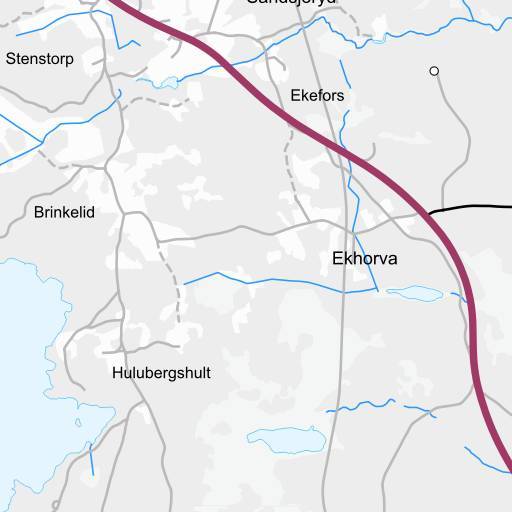 Stenstorp
Ekefors
Brinkelid
Ekhorva
Hulubergshult